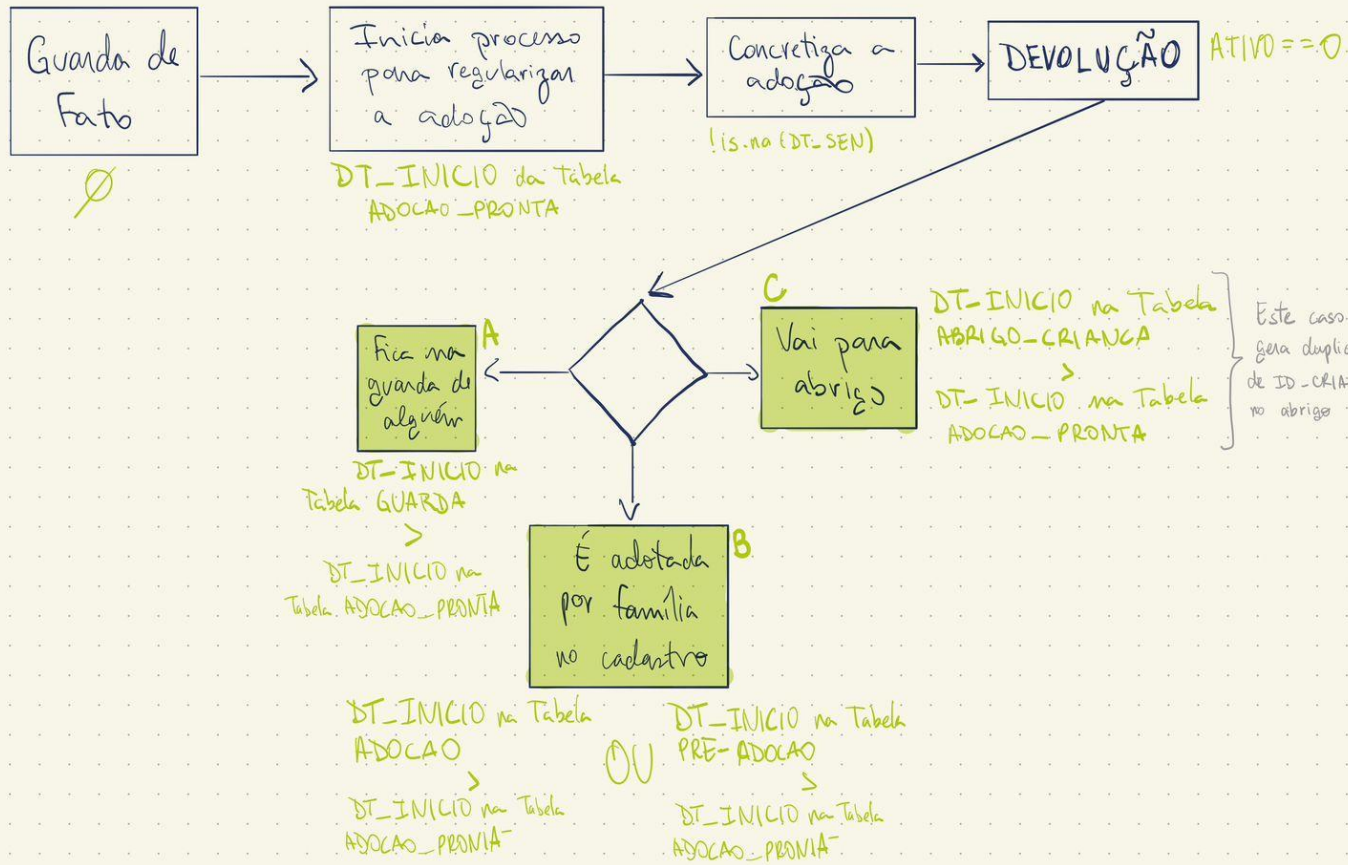 Guarda de
Fato
Ø
Inicia processo
para regularizar
a adoção
DT_INICIO da Tabela
ADOCAO_PRONTA
Concretiza a
adoção
!is.na(DT_SEN)
DEVOLUÇÃO
ATIVO==0
A
Fica na
guarda de
alguém
DT_INICIO na
Tabela GUARDA
>
DT_INICIO na
Tabela ADOCAO_PRONTA
C
Vai para
abrigo
DT_INICIO na Tabela
ABRIGO_CRIANCA
>
DT_INICIO na Tabela
ADOCAO_PRONTA
Este caso
gera duplic
de ID_CRIA
no abrigo
B
É adotada
por família
no cadastro
DT_INICIO na Tabela
ADOCAO
>
DT_INICIO na Tabela
ADOCAO_PRONTA
OU
DT_INICIO na Tabela
PRE-ADOCAO
>
DT_INICIO na Tabela
ADOCAO_PRONTA